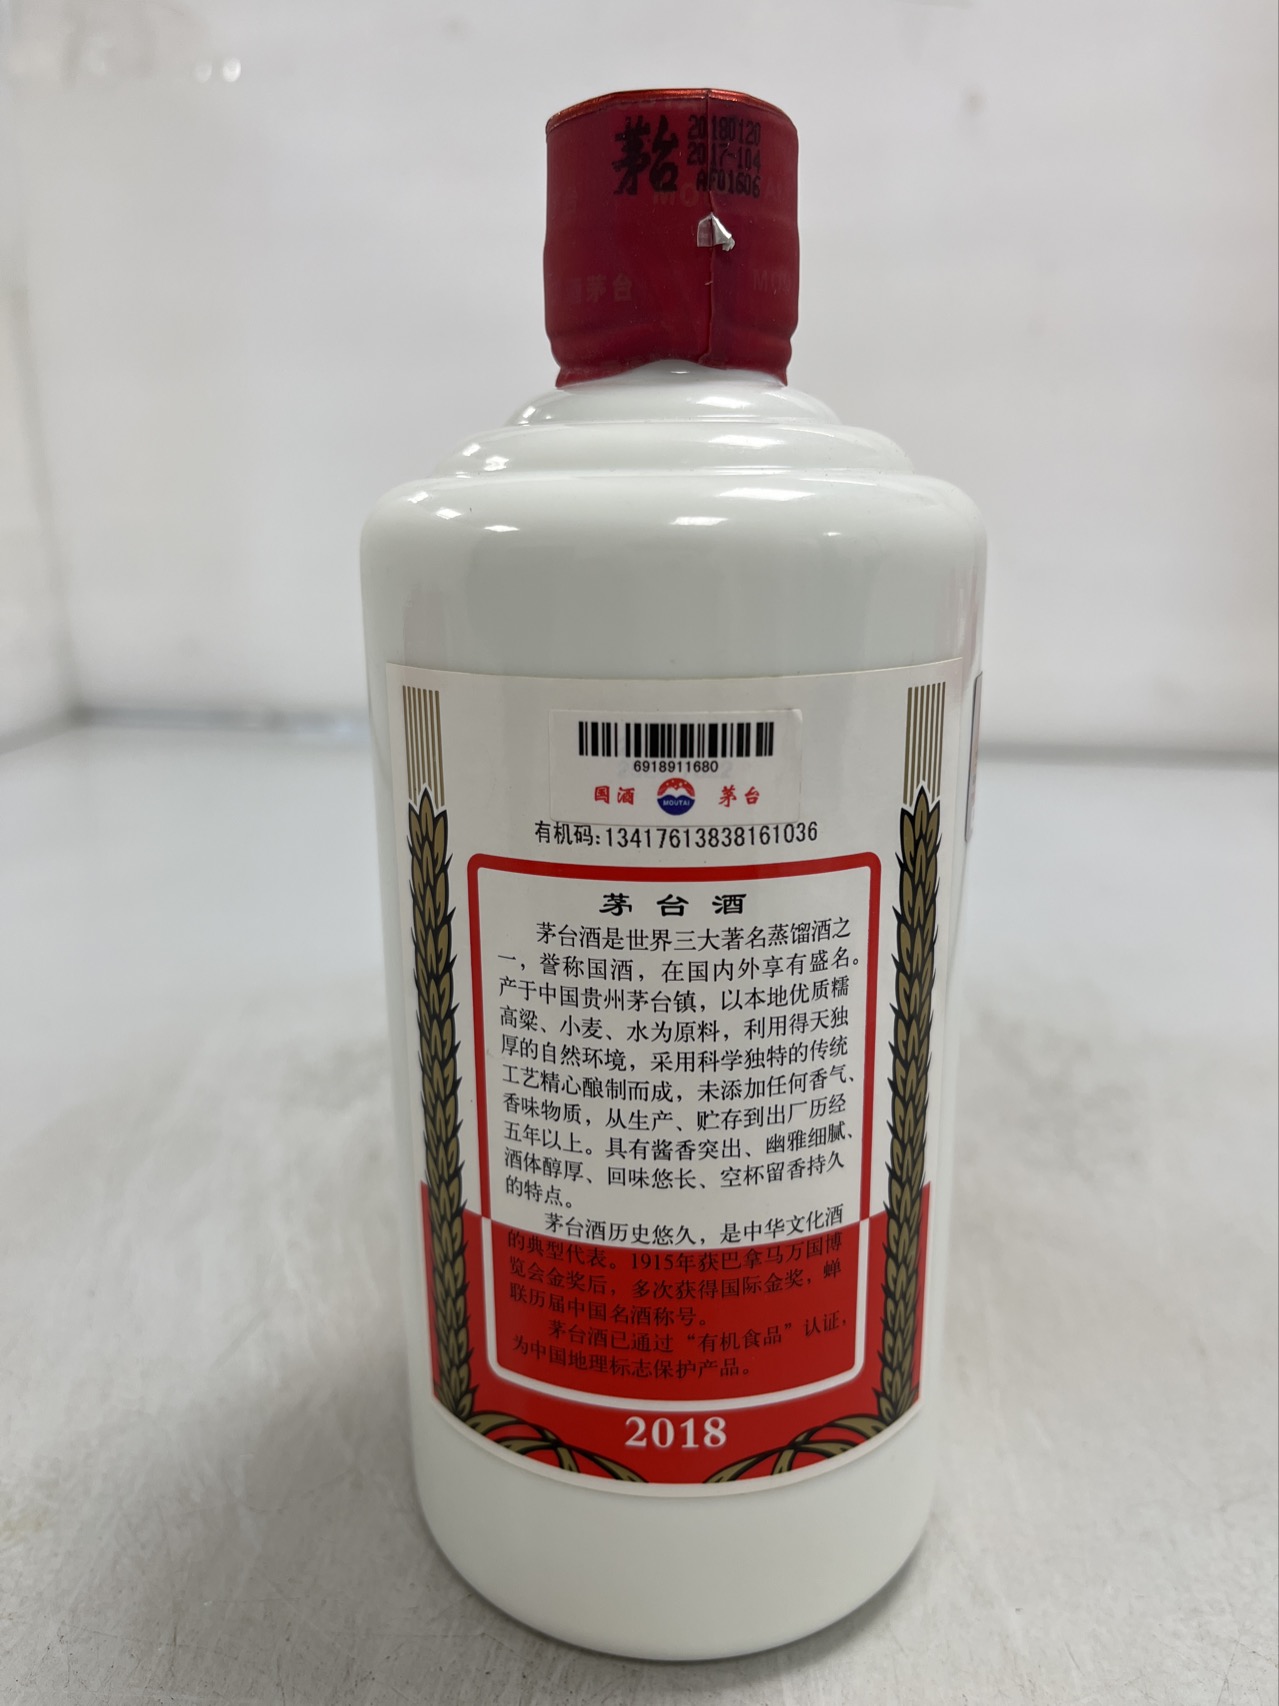 茅台
20180120
2017-104
AF01606
MOUTAI
茅台
MOU
6918911680
国酒 MOUTAI 茅台
有机码:13417613838161036
茅台酒
茅台酒是世界三大著名蒸馏酒之
一，誉称国酒，在国内外享有盛名。
产于中国贵州茅台镇，以本地优质糯
高粱、小麦、水为原料，利用得天独
厚的自然环境，采用科学独特的传统
工艺精心酿制而成，未添加任何香气、
香味物质，从生产、贮存到出厂历经
五年以上。具有酱香突出、幽雅细腻、
酒体醇厚、回味悠长、空杯留香持久
的特点。
茅台酒历史悠久，是中华文化酒
的典型代表。1915年获巴拿马万国博
览会金奖后，多次获得国际金奖，蝉
联历届中国名酒称号。
茅台酒已通过“有机食品”认证，
为中国地理标志保护产品。
2018